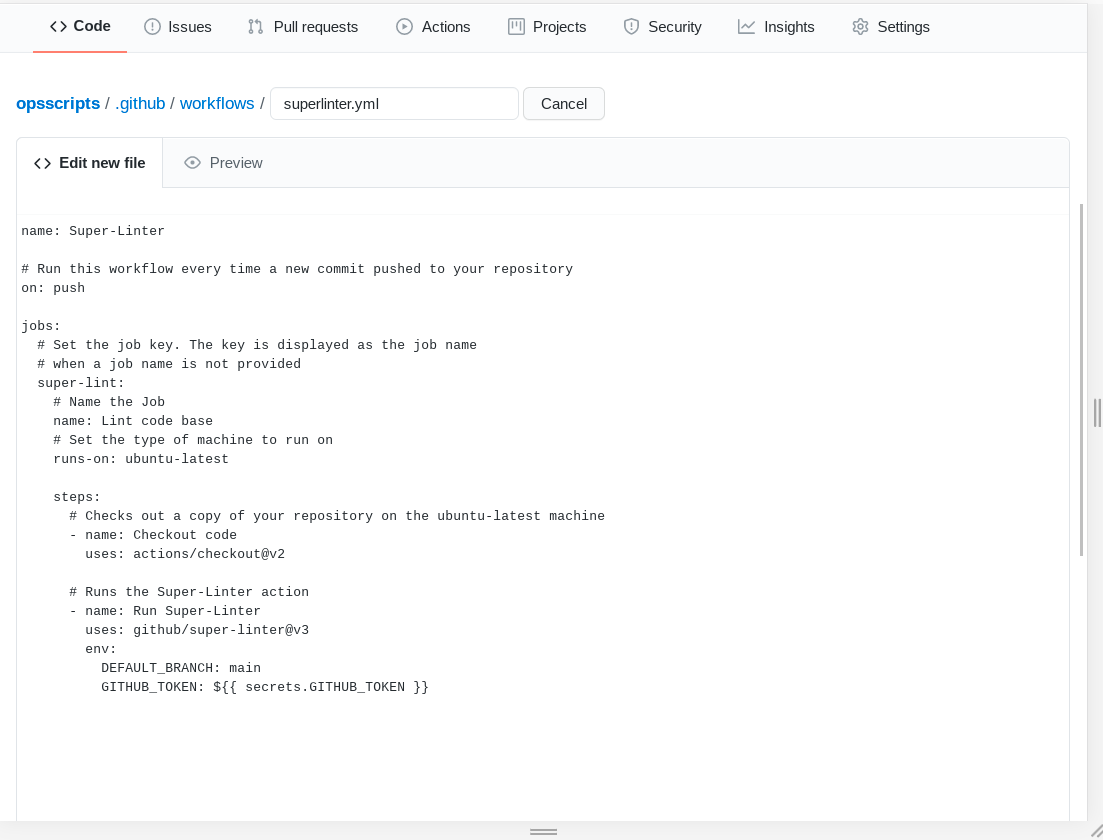 Code Issues Pull requests Actions Projects Security Insights Settings
opsscripts / .github / workflows / superlinter.yml Cancel
Edit new file Preview
name: Super-Linter
# Run this workflow every time a new commit pushed to your repository
on: push
jobs:
  # Set the job key. The key is displayed as the job name
  # when a job name is not provided
  super-lint:
    # Name the Job
    name: Lint code base
    # Set the type of machine to run on
    runs-on: ubuntu-latest
    steps:
      # Checks out a copy of your repository on the ubuntu-latest machine
      - name: Checkout code
        uses: actions/checkout@v2
      # Runs the Super-Linter action
      - name: Run Super-Linter
        uses: github/super-linter@v3
        env:
          DEFAULT_BRANCH: main
          GITHUB_TOKEN: ${{ secrets.GITHUB_TOKEN }}